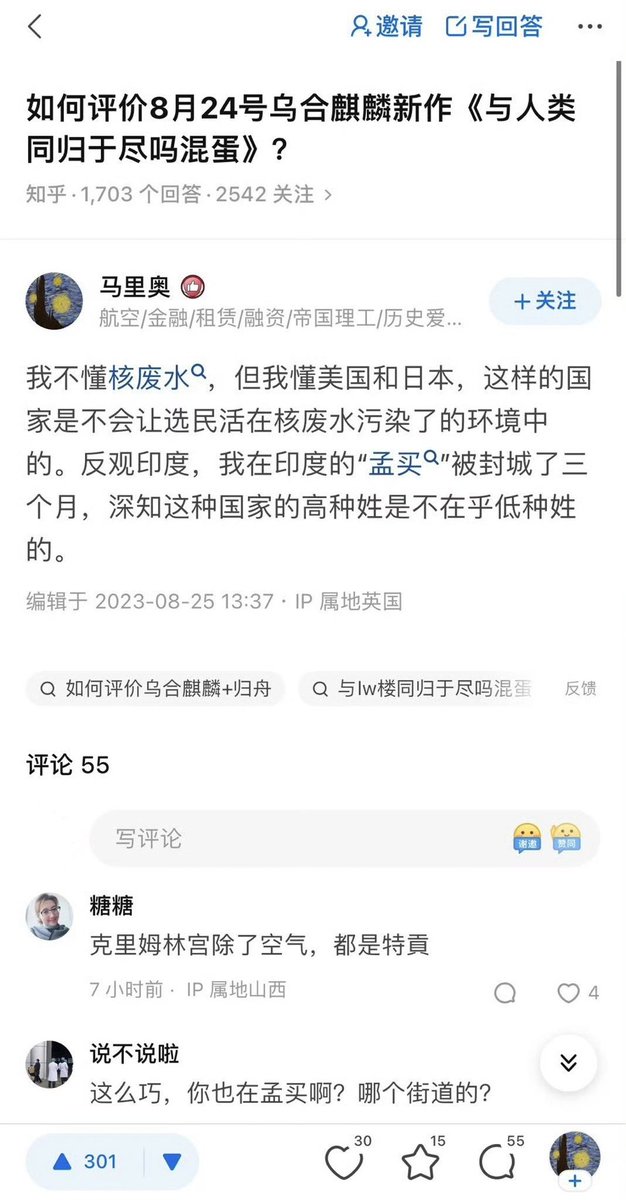 邀请 写回答
如何评价8月24号乌合麒麟新作《与人类
同归于尽吗混蛋》?
知乎·1,703 个回答·2542 关注 >
马里奥
航空/金融/租赁/融资/帝国理工/历史爱...
+关注
我不懂核废水，但我懂美国和日本，这样的国
家是不会让选民活在核废水污染了的环境中
的。反观印度，我在印度的“孟买”被封城了三
个月，深知这种国家的高种姓是不在乎低种姓
的。
编辑于 2023-08-25 13:37 · IP 属地英国
如何评价乌合麒麟+归舟
与lw楼同归于尽吗混蛋
反馈
评论 55
写评论
谢邀 赞同
糖糖
克里姆林宫除了空气，都是特貢
7 小时前 · IP 属地山西
4
说不说啦
这么巧，你也在孟买啊？哪个街道的？
301 30 15 55